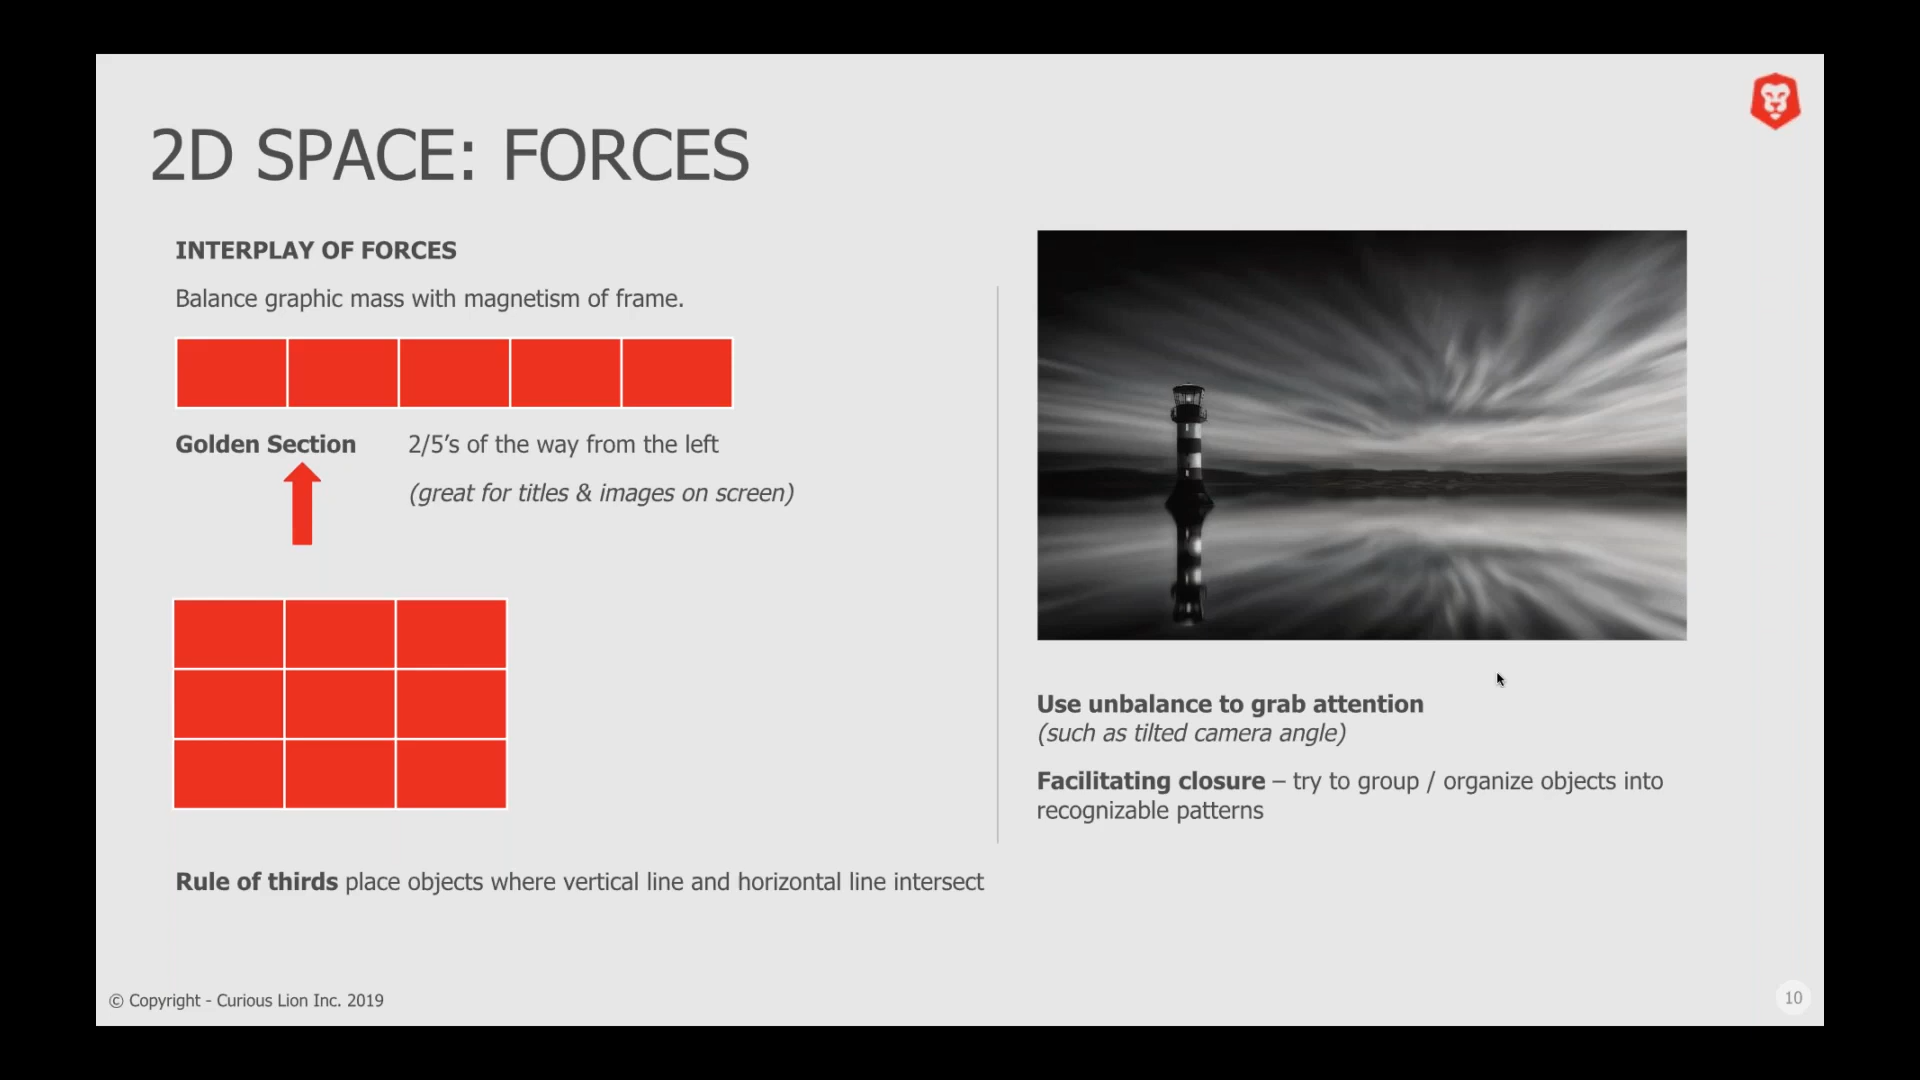 2D SPACE: FORCES
INTERPLAY OF FORCES
Balance graphic mass with magnetism of frame.
Golden Section 2/5’s of the way from the left
(great for titles & images on screen)
Rule of thirds place objects where vertical line and horizontal line intersect
Use unbalance to grab attention
(such as tilted camera angle)
Facilitating closure – try to group / organize objects into
recognizable patterns
© Copyright - Curious Lion Inc. 2019
10